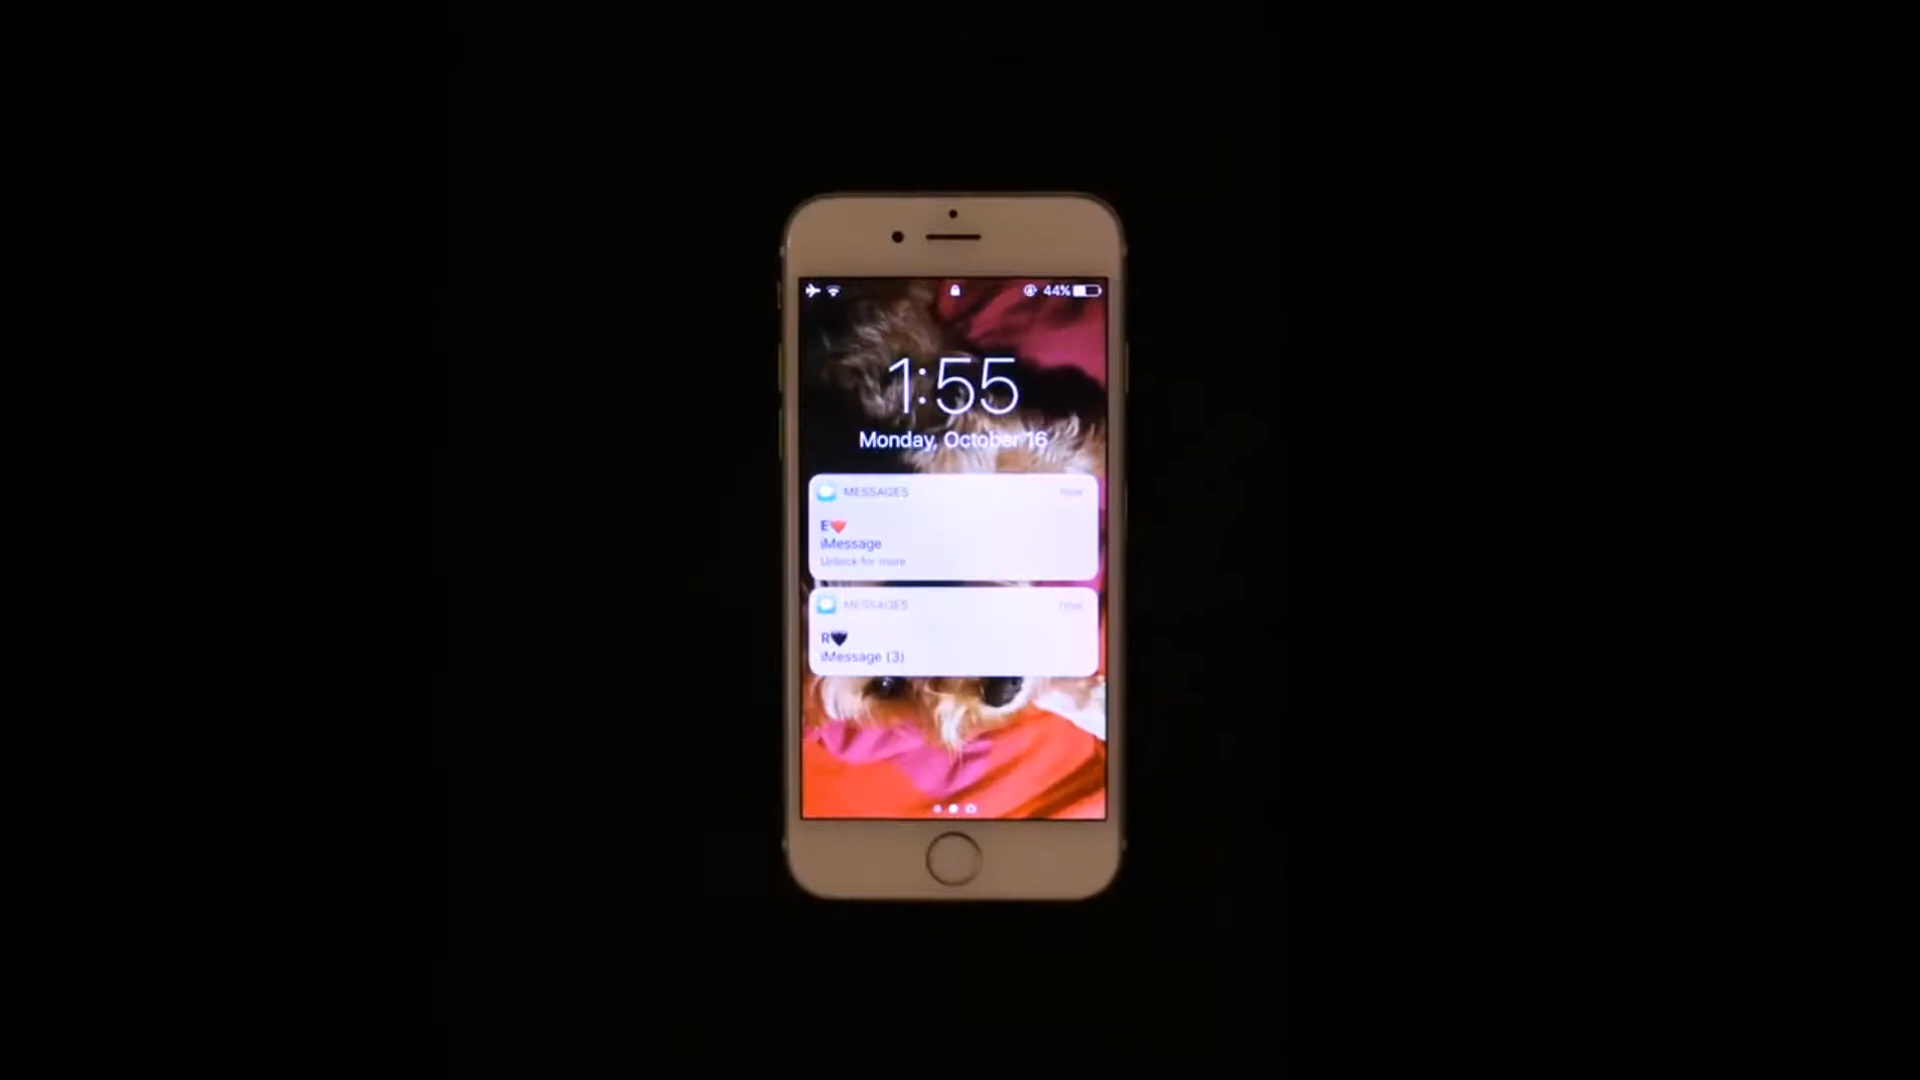 44%
1:55
Monday, October 16
MESSAGES now
E❤️
iMessage
Unlock for more
MESSAGES now
R🖤
iMessage (3)